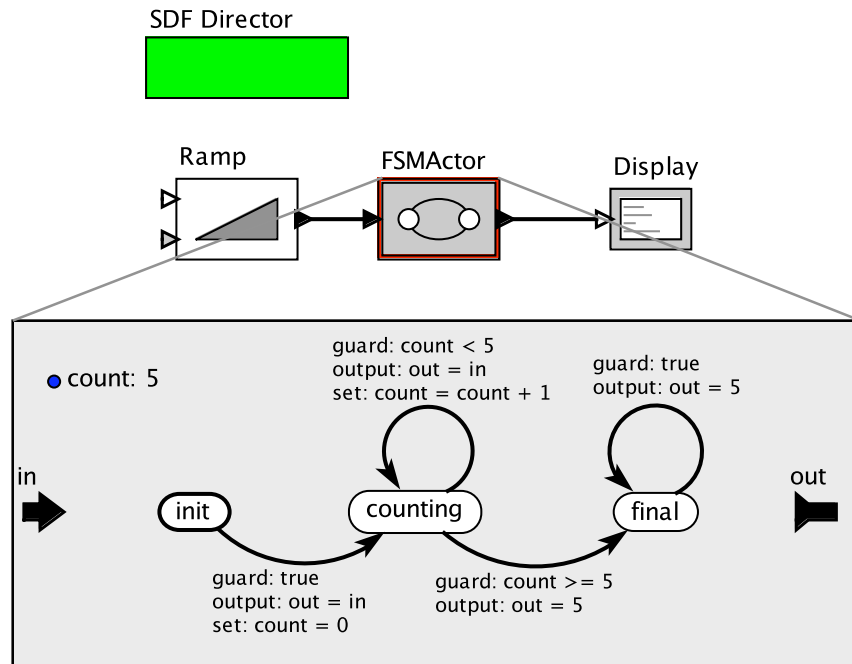 SDF Director
Ramp
FSMActor
Display
guard: count < 5
output: out = in
set: count = count + 1
guard: true
output: out = 5
count: 5
in
out
init
counting
final
guard: true
output: out = in
set: count = 0
guard: count >= 5
output: out = 5